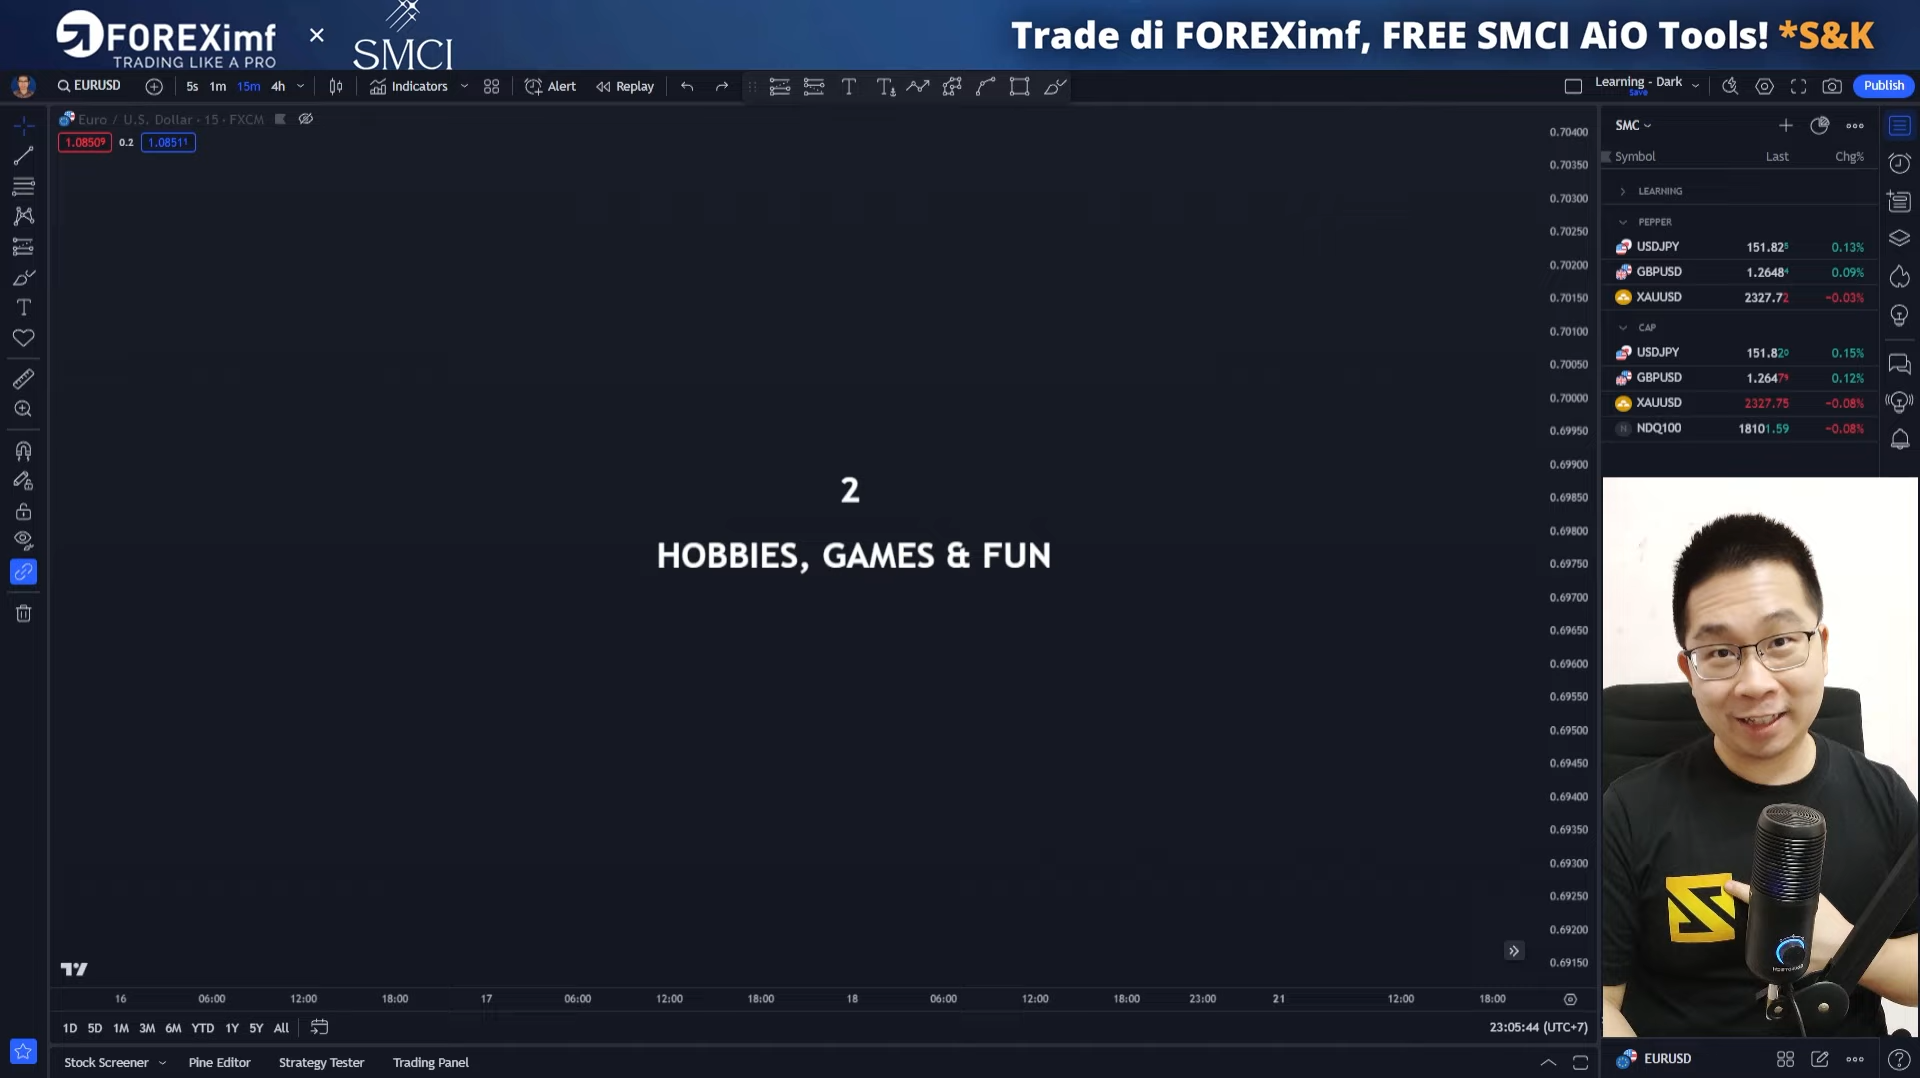 FOREXimf × SMCI
TRADING LIKE A PRO
Trade di FOREXimf, FREE SMCI AiO Tools! *S&K
EURUSD 5s 1m 15m 4h Indicators Alert Replay
Learning - Dark
Save
Publish
Euro / U.S. Dollar · 15 · FXCM
1.08509 0.2 1.08511
SMC
Symbol Last Chg%
LEARNING
PEPPER
USDJPY 151.825 0.13%
GBPUSD 1.26484 0.09%
XAUUSD 2327.72 −0.03%
CAP
USDJPY 151.820 0.15%
GBPUSD 1.26479 0.12%
XAUUSD 2327.75 −0.08%
NDQ100 18101.59 −0.08%
0.70400
0.70350
0.70300
0.70250
0.70200
0.70150
0.70100
0.70050
0.70000
0.69950
0.69900
0.69850
0.69800
0.69750
0.69700
0.69650
0.69600
0.69550
0.69500
0.69450
0.69400
0.69350
0.69300
0.69250
0.69200
0.69150
2
HOBBIES, GAMES & FUN
16 06:00 12:00 18:00 17 06:00 12:00 18:00 18 06:00 12:00 18:00 23:00 21 12:00 18:00
1D 5D 1M 3M 6M YTD 1Y 5Y All
23:05:44 (UTC+7)
Stock Screener Pine Editor Strategy Tester Trading Panel
EURUSD